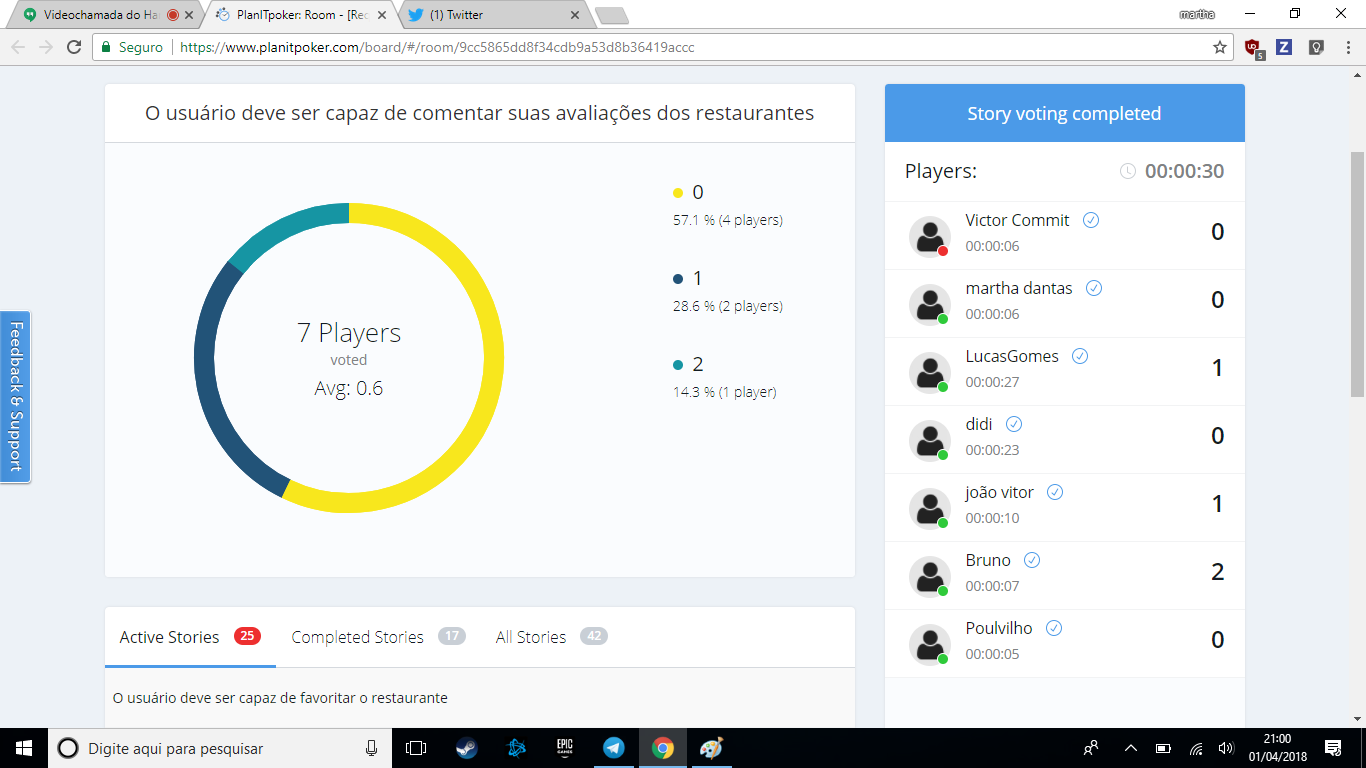 Videochamada do Ha
PlanITpoker: Room - [Rec
(1) Twitter
martha
Seguro
https://www.planitpoker.com/board/#/room/9cc5865dd8f34cdb9a53d8b36419accc
5
Z
O usuário deve ser capaz de comentar suas avaliações dos restaurantes
0
57.1 % (4 players)
1
28.6 % (2 players)
2
14.3 % (1 player)
7 Players
voted
Avg: 0.6
Feedback & Support
Story voting completed
Players:
00:00:30
Victor Commit
00:00:06
0
martha dantas
00:00:06
0
LucasGomes
00:00:27
1
didi
00:00:23
0
joão vitor
00:00:10
1
Bruno
00:00:07
2
Poulvilho
00:00:05
0
Active Stories 25
Completed Stories 17
All Stories 42
O usuário deve ser capaz de favoritar o restaurante
Digite aqui para pesquisar
EPIC
GAMES
21:00
01/04/2018